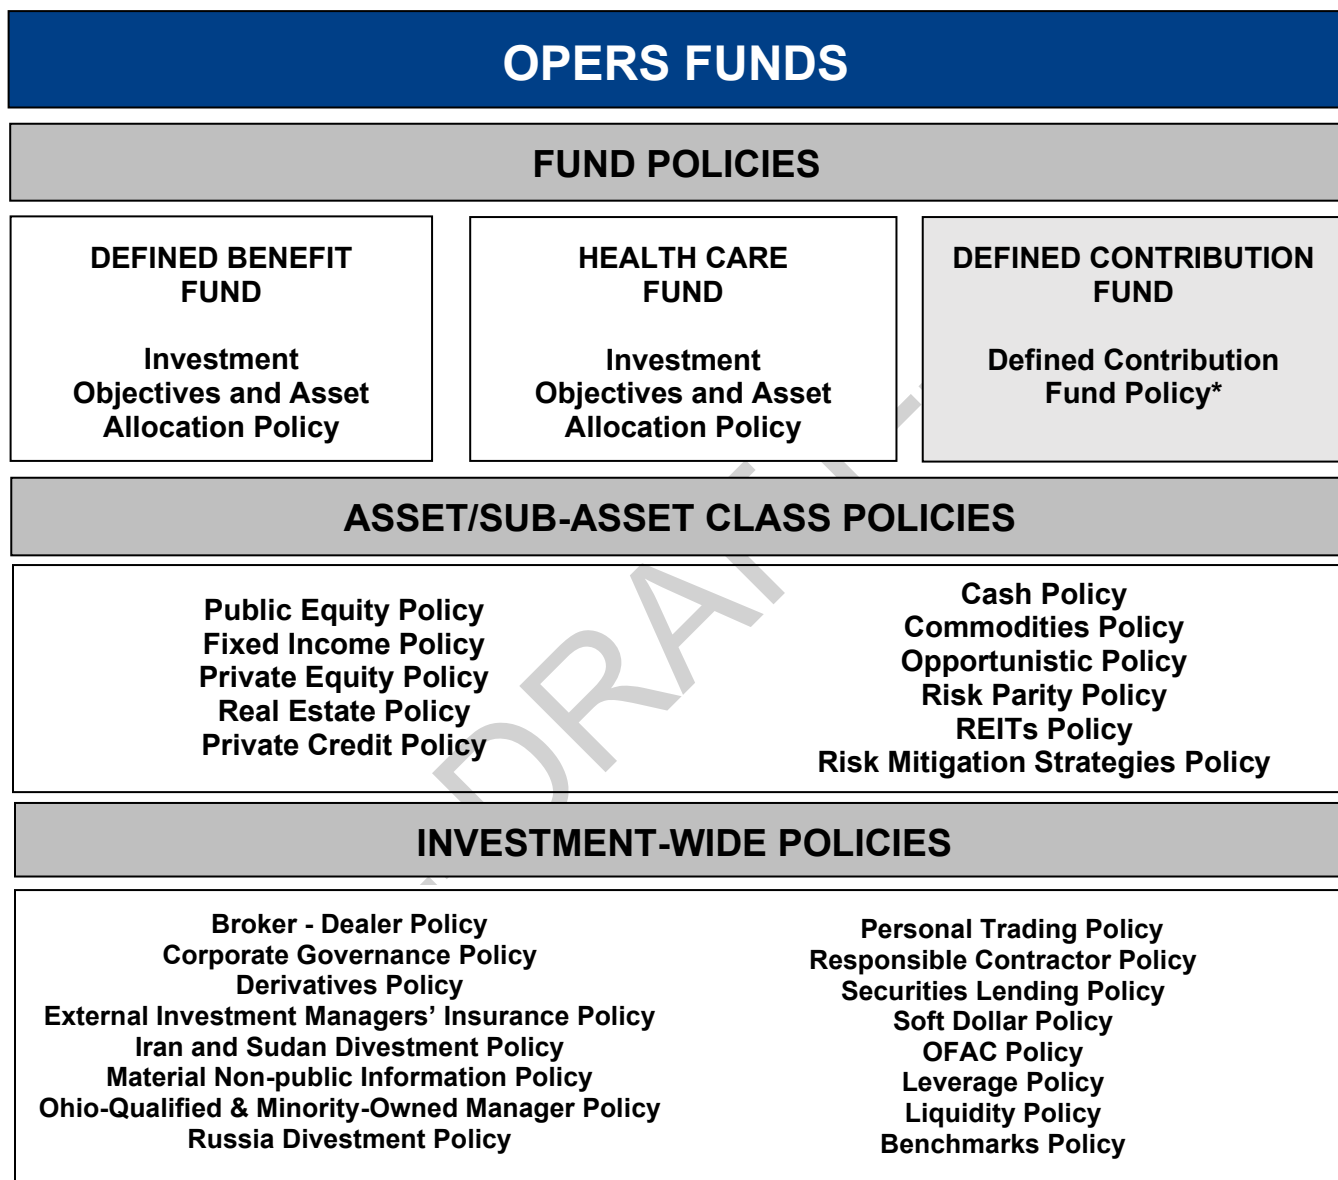 OPERS FUNDS
FUND POLICIES
DEFINED BENEFIT
FUND
Investment
Objectives and Asset
Allocation Policy
HEALTH CARE
FUND
Investment
Objectives and Asset
Allocation Policy
DEFINED CONTRIBUTION
FUND
Defined Contribution
Fund Policy*
ASSET/SUB-ASSET CLASS POLICIES
Public Equity Policy
Fixed Income Policy
Private Equity Policy
Real Estate Policy
Private Credit Policy
Cash Policy
Commodities Policy
Opportunistic Policy
Risk Parity Policy
REITs Policy
Risk Mitigation Strategies Policy
DRAFT
INVESTMENT-WIDE POLICIES
Broker - Dealer Policy
Corporate Governance Policy
Derivatives Policy
External Investment Managers’ Insurance Policy
Iran and Sudan Divestment Policy
Material Non-public Information Policy
Ohio-Qualified & Minority-Owned Manager Policy
Russia Divestment Policy
Personal Trading Policy
Responsible Contractor Policy
Securities Lending Policy
Soft Dollar Policy
OFAC Policy
Leverage Policy
Liquidity Policy
Benchmarks Policy